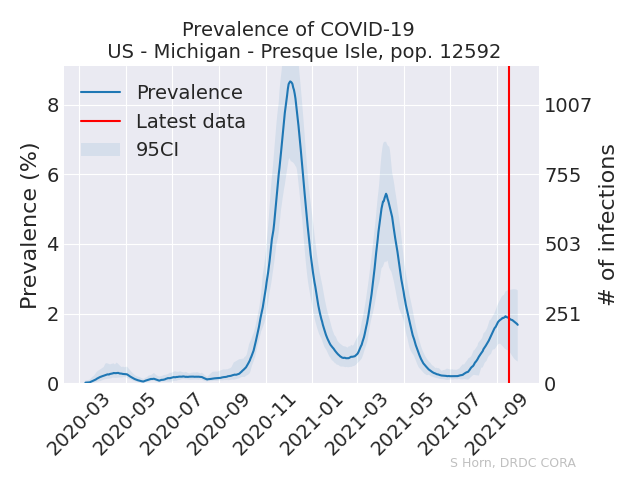 Prevalence of COVID-19
US - Michigan - Presque Isle, pop. 12592
Prevalence
Latest data
95CI
Prevalence (%)
8
6
4
2
0
1007
755
503
251
0
# of infections
2020-03
2020-05
2020-07
2020-09
2020-11
2021-01
2021-03
2021-05
2021-07
2021-09
S Horn, DRDC CORA